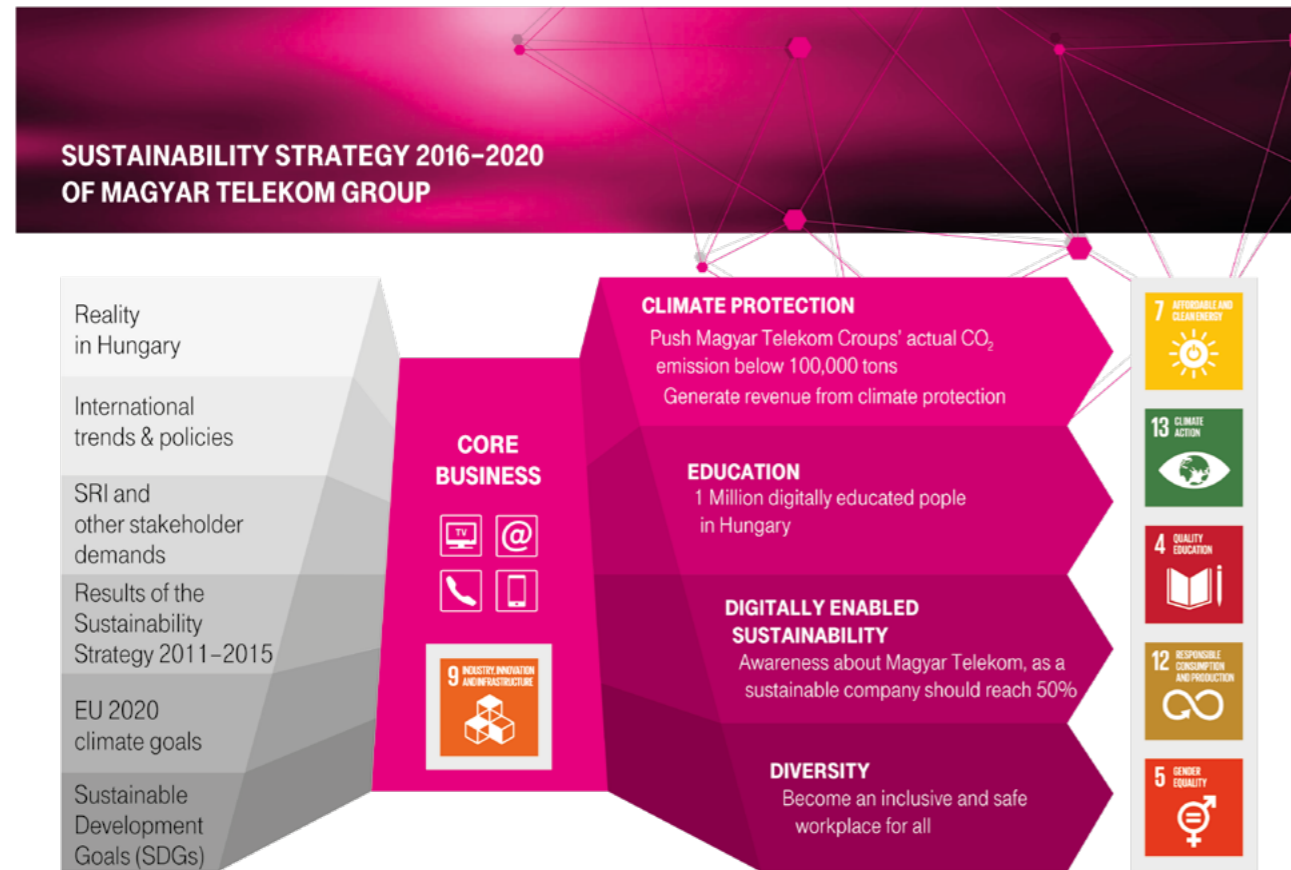 SUSTAINABILITY STRATEGY 2016–2020
OF MAGYAR TELEKOM GROUP
Reality
in Hungary
International
trends & policies
SRI and
other stakeholder
demands
Results of the
Sustainability
Strategy 2011–2015
EU 2020
climate goals
Sustainable
Development
Goals (SDGs)
CORE
BUSINESS
TV
@
9 INDUSTRY, INNOVATION
AND INFRASTRUCTURE
CLIMATE PROTECTION
Push Magyar Telekom Croups' actual CO₂
emission below 100,000 tons
Generate revenue from climate protection
EDUCATION
1 Million digitally educated pople
in Hungary
DIGITALLY ENABLED
SUSTAINABILITY
Awareness about Magyar Telekom, as a
sustainable company should reach 50%
DIVERSITY
Become an inclusive and safe
workplace for all
7 AFFORDABLE AND
CLEAN ENERGY
13 CLIMATE
ACTION
4 QUALITY
EDUCATION
12 RESPONSIBLE
CONSUMPTION
AND PRODUCTION
5 GENDER
EQUALITY